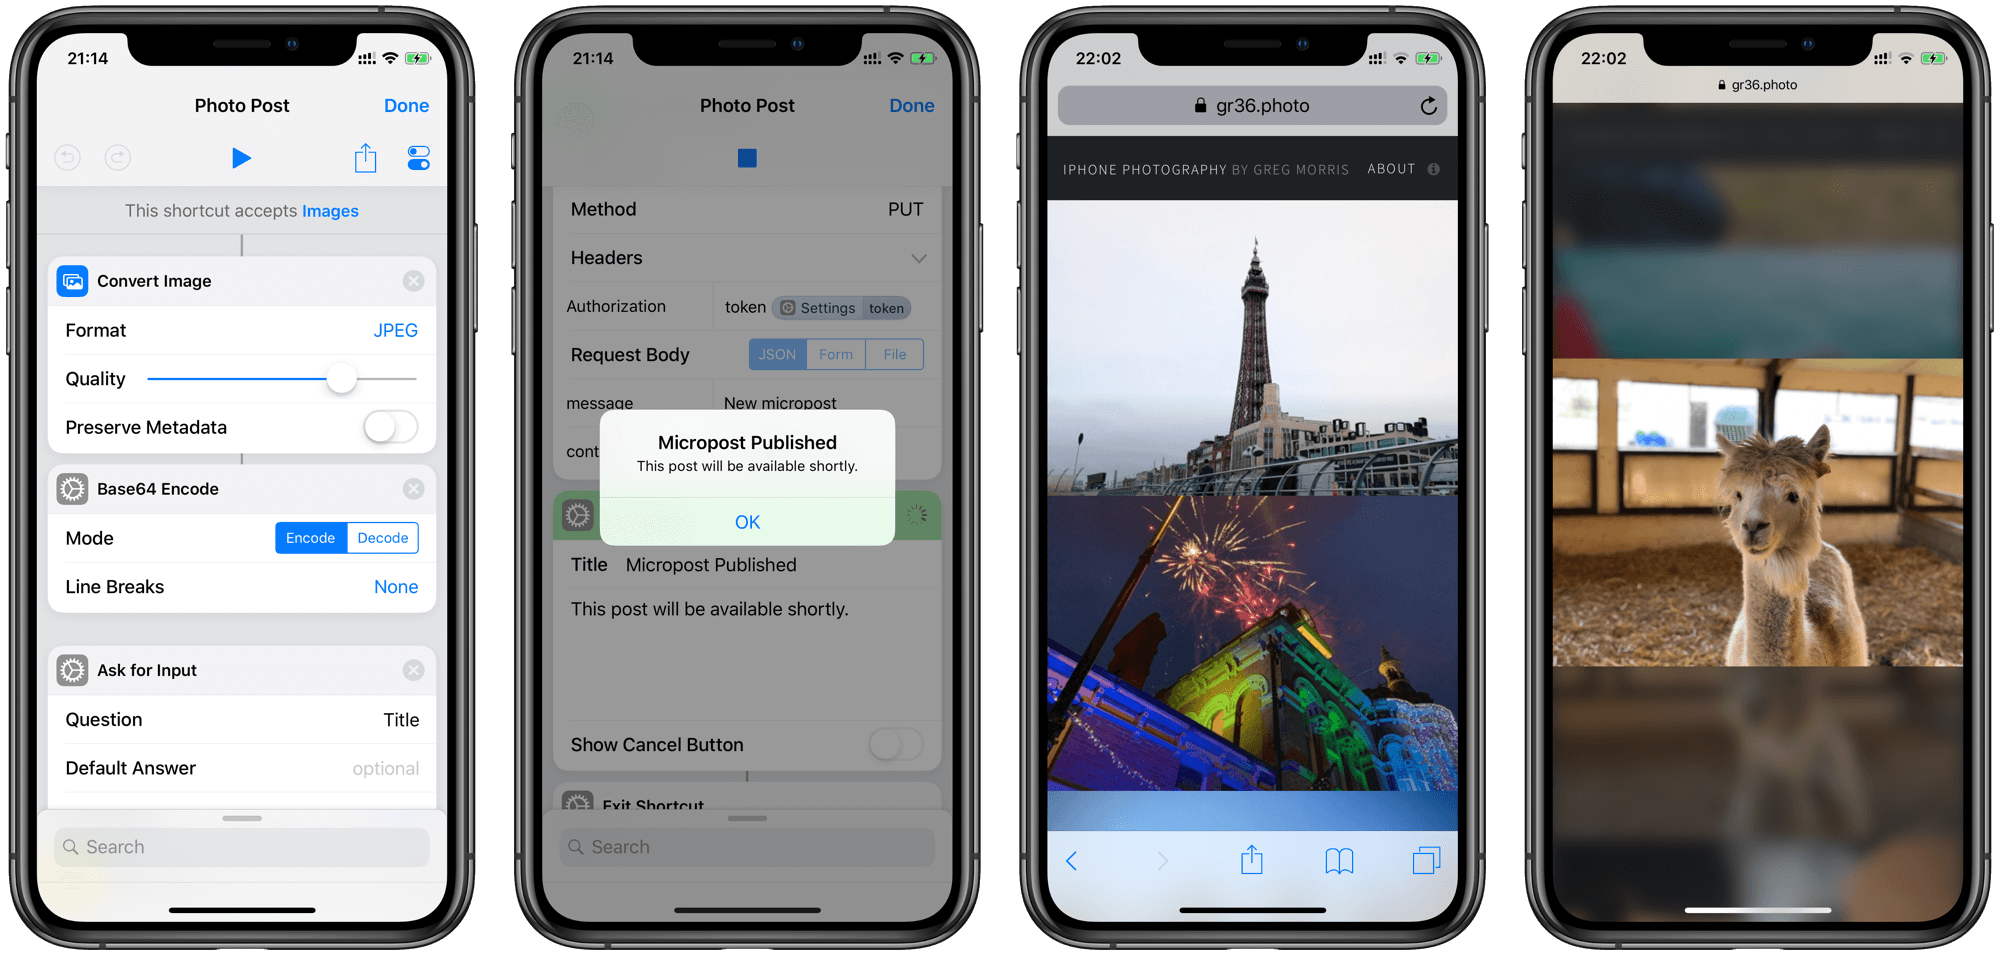 21:14
Photo Post
Done
This shortcut accepts Images
Convert Image
Format JPEG
Quality
Preserve Metadata
Base64 Encode
Mode Encode Decode
Line Breaks None
Ask for Input
Question Title
Default Answer optional
Search
21:14
Photo Post
Done
Method PUT
Headers
Authorization token Settings token
Request Body JSON Form File
message New micropost
cont
Micropost Published
This post will be available shortly.
OK
Title Micropost Published
This post will be available shortly.
Show Cancel Button
Exit Shortcut
Search
22:02
gr36.photo
IPHONE PHOTOGRAPHY BY GREG MORRIS ABOUT
22:02
gr36.photo